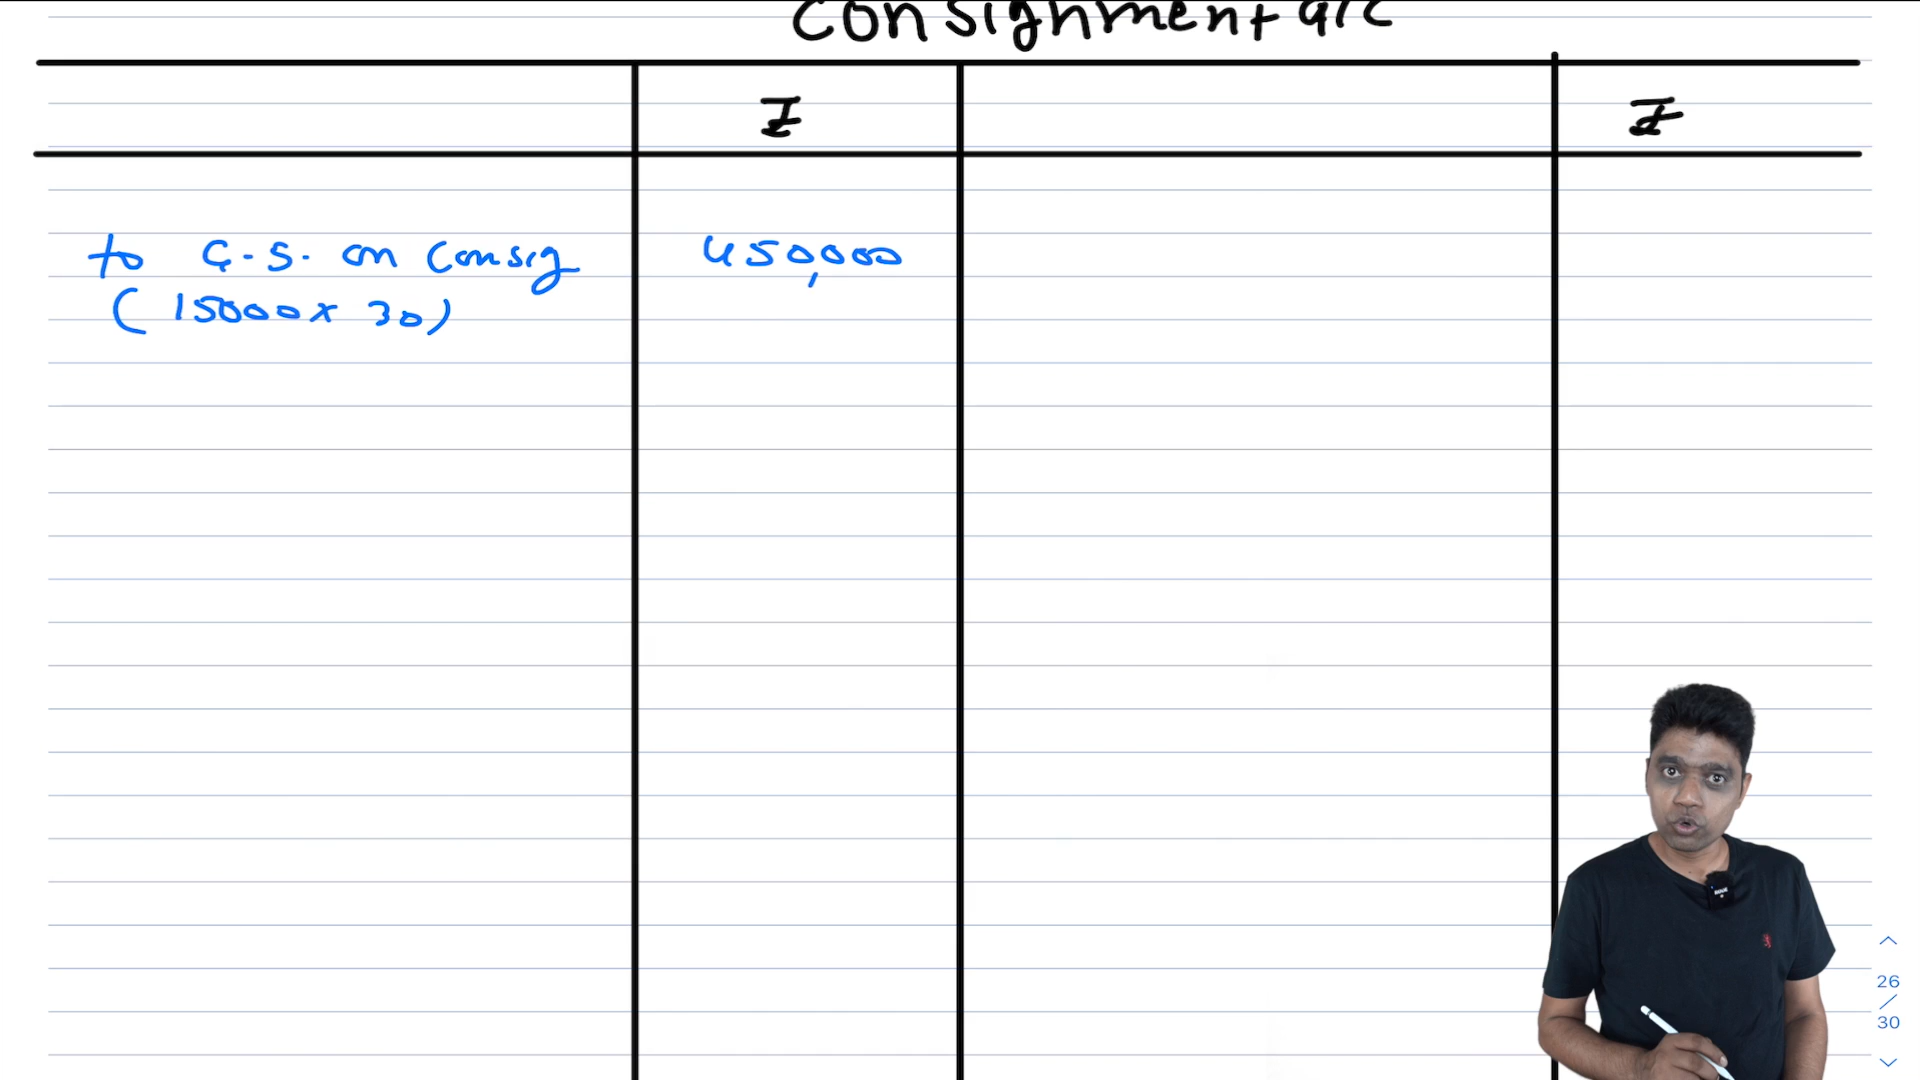 Consignment a/c
₹ ₹
to G.S. on Consig 450,000
(15000 x 30)
26
/
30